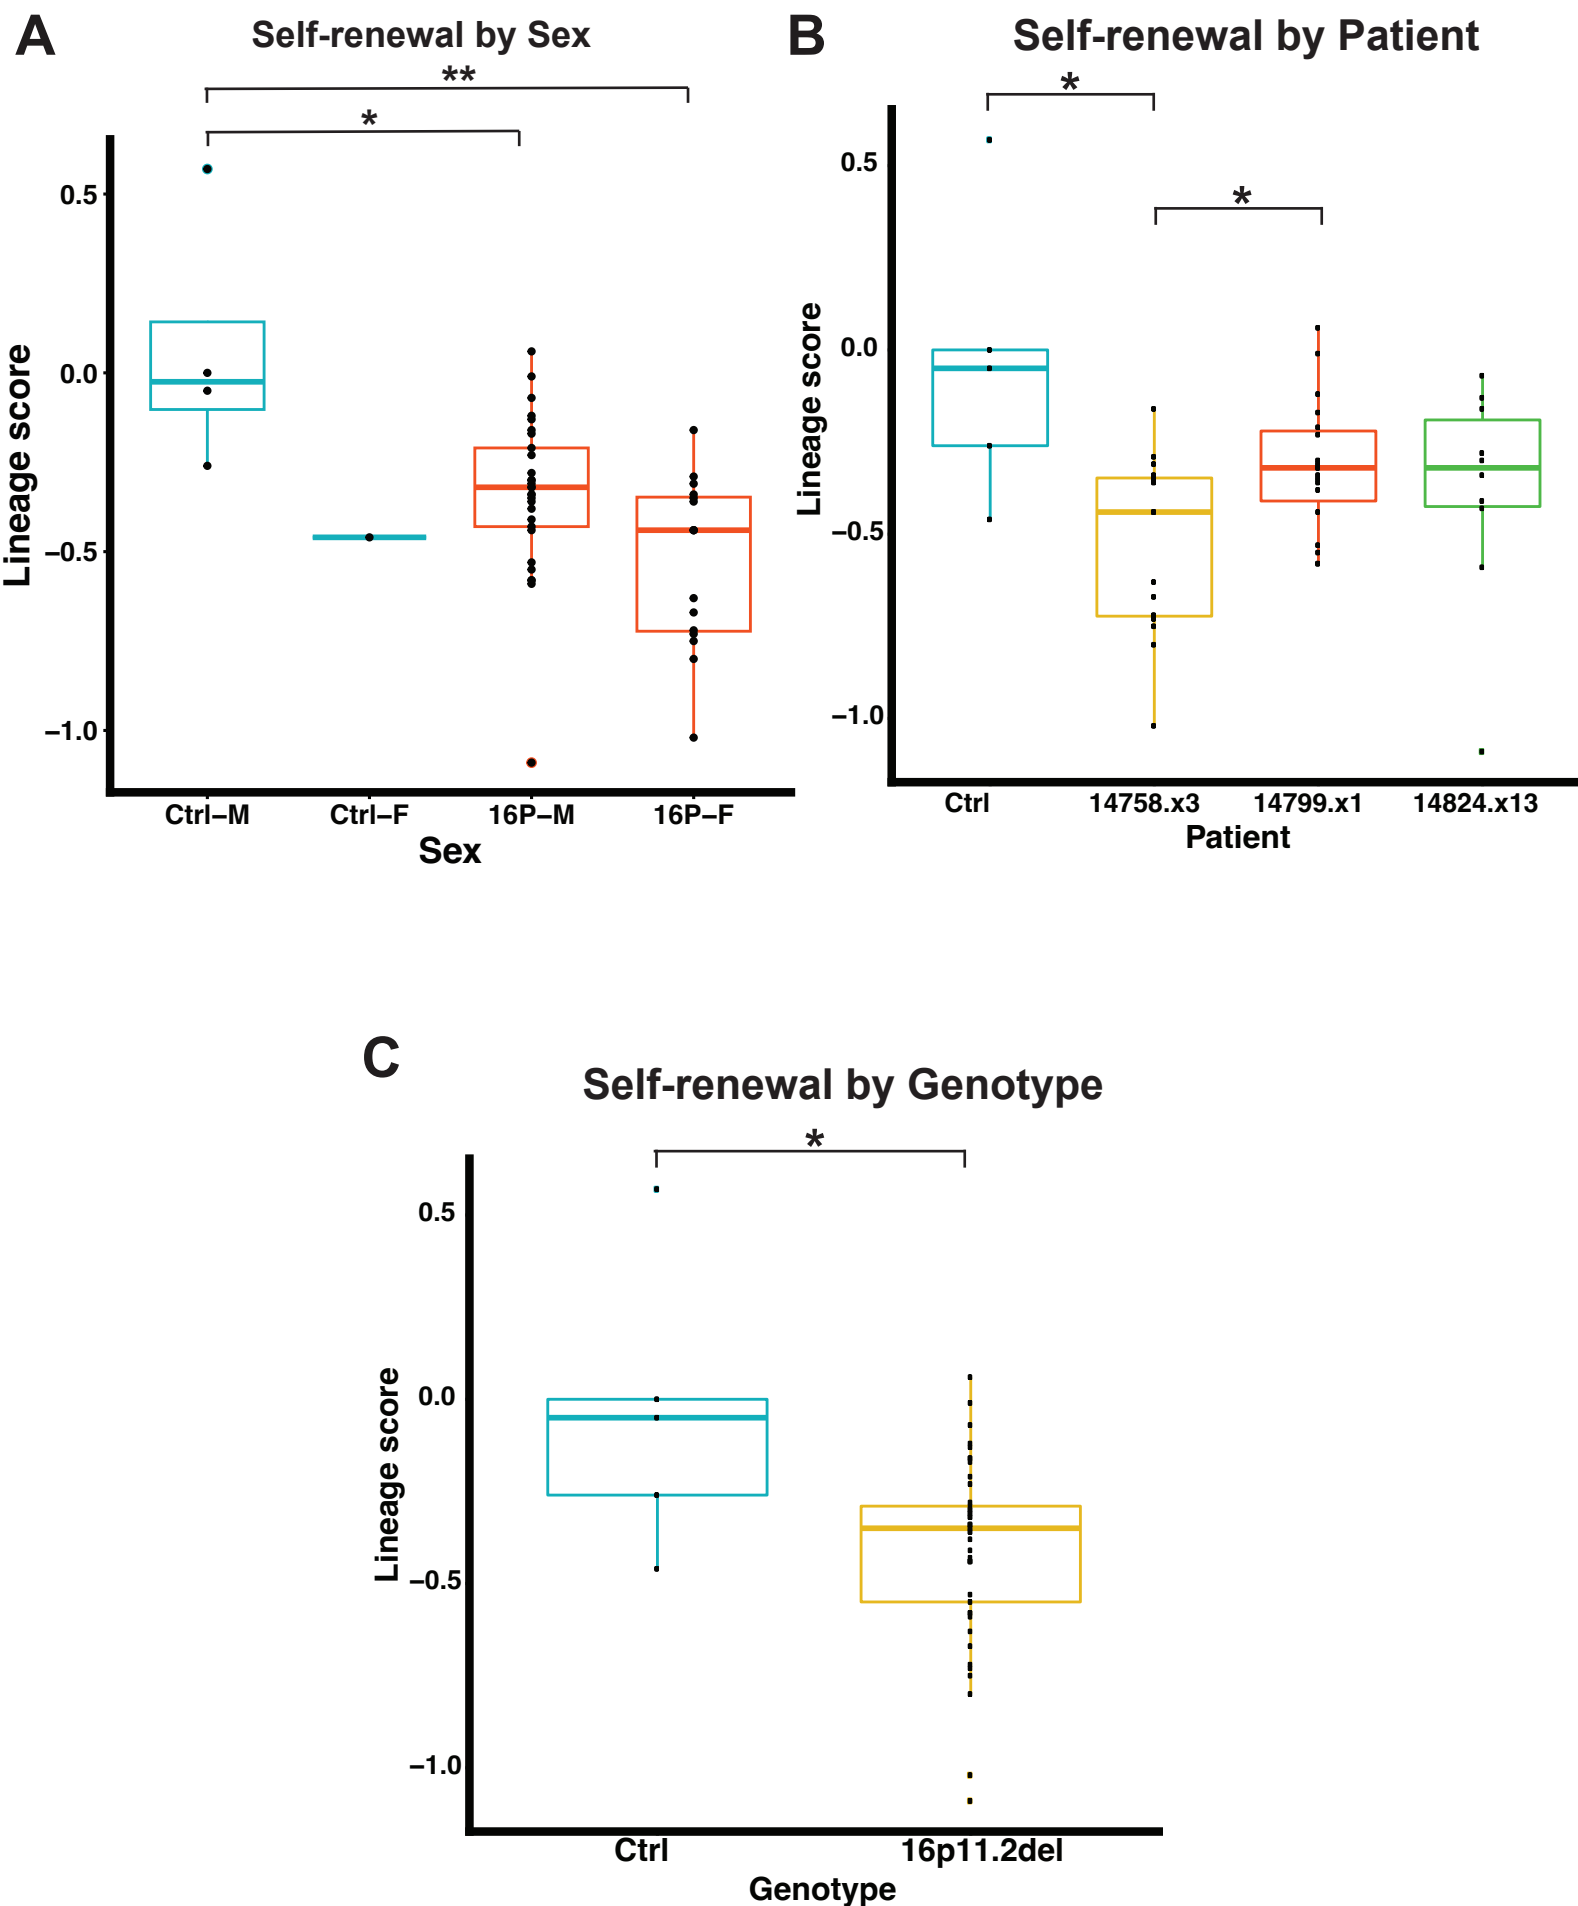 A
Self-renewal by Sex
**
*
0.5
0.0
−0.5
−1.0
Lineage score
Ctrl−M Ctrl−F 16P−M 16P−F
Sex
B
Self-renewal by Patient
*
*
0.5
0.0
−0.5
−1.0
Lineage score
Ctrl 14758.x3 14799.x1 14824.x13
Patient
C
Self-renewal by Genotype
*
0.5
0.0
−0.5
−1.0
Lineage score
Ctrl 16p11.2del
Genotype